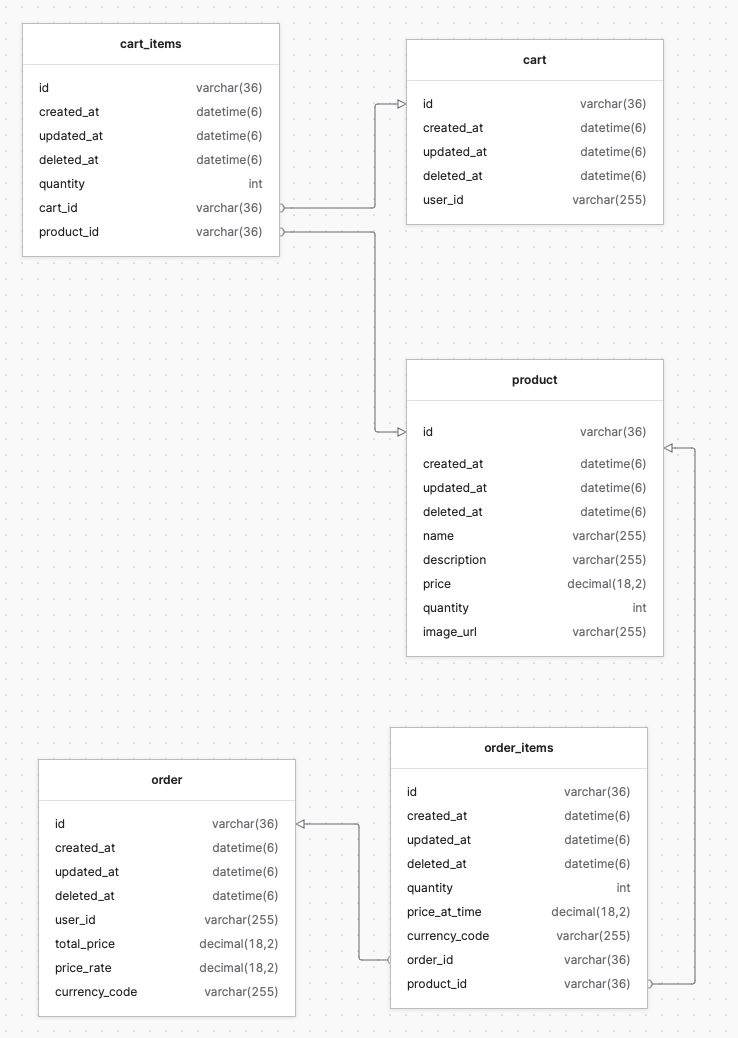 cart_items
id varchar(36)
created_at datetime(6)
updated_at datetime(6)
deleted_at datetime(6)
quantity int
cart_id varchar(36)
product_id varchar(36)
cart
id varchar(36)
created_at datetime(6)
updated_at datetime(6)
deleted_at datetime(6)
user_id varchar(255)
product
id varchar(36)
created_at datetime(6)
updated_at datetime(6)
deleted_at datetime(6)
name varchar(255)
description varchar(255)
price decimal(18,2)
quantity int
image_url varchar(255)
order
id varchar(36)
created_at datetime(6)
updated_at datetime(6)
deleted_at datetime(6)
user_id varchar(255)
total_price decimal(18,2)
price_rate decimal(18,2)
currency_code varchar(255)
order_items
id varchar(36)
created_at datetime(6)
updated_at datetime(6)
deleted_at datetime(6)
quantity int
price_at_time decimal(18,2)
currency_code varchar(255)
order_id varchar(36)
product_id varchar(36)